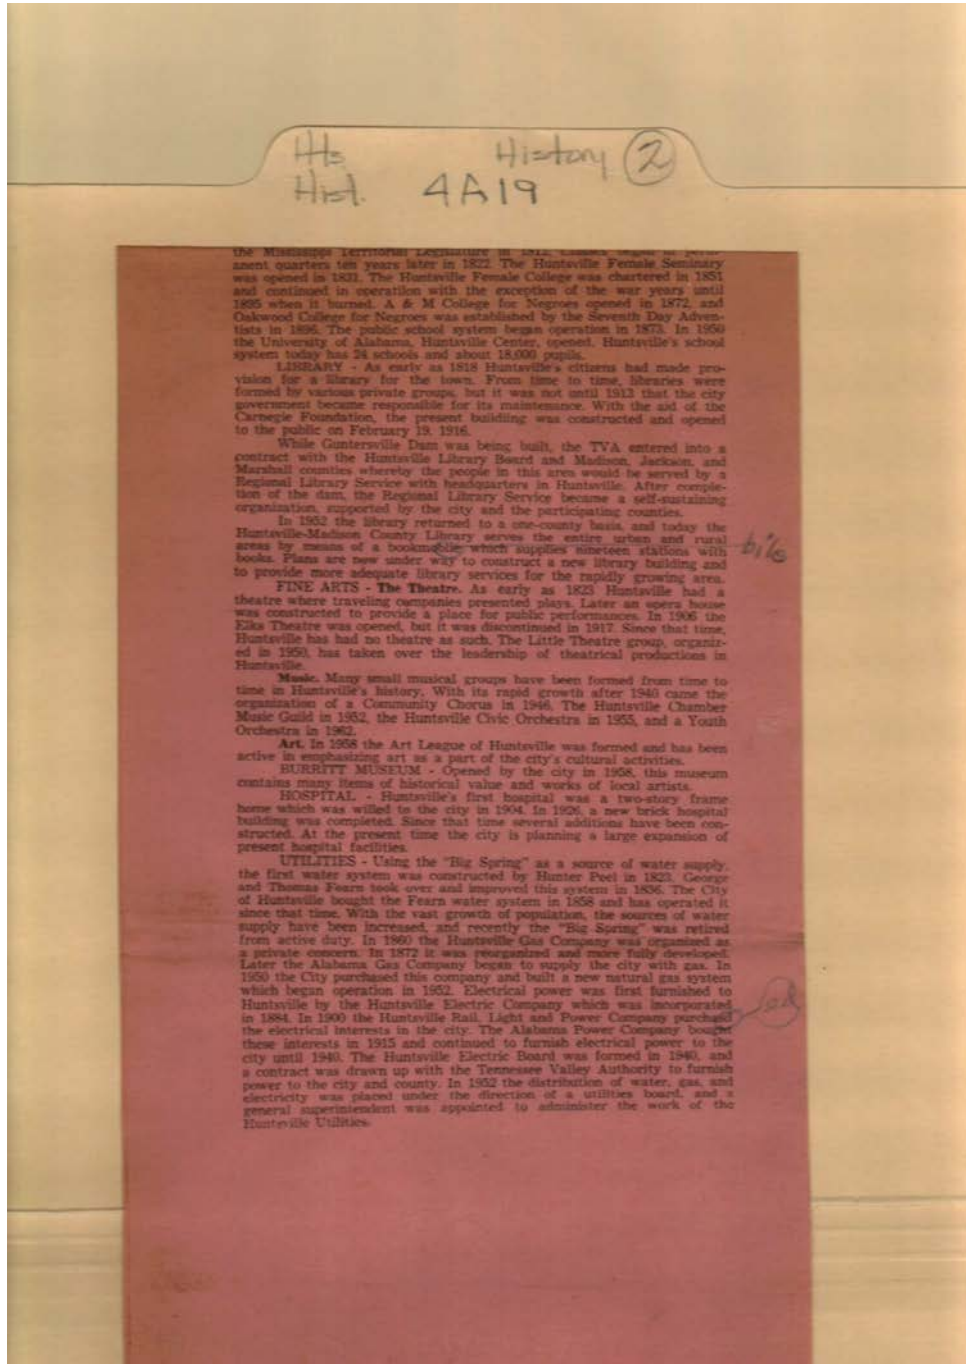 Hts History 2
Hist. 4A19
the Mississippi Territorial Legislature in 1812. Classes began in perm-
anent quarters ten years later in 1822. The Huntsville Female Seminary
was opened in 1831. The Huntsville Female College was chartered in 1851
and continued in operation with the exception of the war years until
1895 when it burned. A & M College for Negroes opened in 1872, and
Oakwood College for Negroes was established by the Seventh Day Adven-
tists in 1896. The public school system began operation in 1873. In 1950
the University of Alabama, Huntsville Center, opened. Huntsville's school
system today has 24 schools and about 18,000 pupils.
LIBRARY - As early as 1818 Huntsville's citizens had made pro-
vision for a library for the town. From time to time, libraries were
formed by various private groups, but it was not until 1913 that the city
government became responsible for its maintenance. With the aid of the
Carnegie Foundation, the present building was constructed and opened
to the public on February 19, 1916.
While Guntersville Dam was being built, the TVA entered into a
contract with the Huntsville Library Board and Madison, Jackson, and
Marshall counties whereby the people in this area would be served by a
Regional Library Service with headquarters in Huntsville. After comple-
tion of the dam, the Regional Library Service became a self-sustaining
organization, supported by the city and the participating counties.
In 1952 the library returned to a one-county basis, and today the
Huntsville-Madison County Library serves the entire urban and rural
areas by means of a bookmoblie, which supplies nineteen stations with
books. Plans are now under way to construct a new library building and
to provide more adequate library services for the rapidly growing area.
FINE ARTS - The Theatre. As early as 1823 Huntsville had a
theatre where traveling companies presented plays. Later an opera house
was constructed to provide a place for public performances. In 1906 the
Elks Theatre was opened, but it was discontinued in 1917. Since that time,
Huntsville has had no theatre as such. The Little Theatre group, organiz-
ed in 1950, has taken over the leadership of theatrical productions in
Huntsville.
Music. Many small musical groups have been formed from time to
time in Huntsville's history. With its rapid growth after 1940 came the
organization of a Community Chorus in 1946, The Huntsville Chamber
Music Guild in 1952, the Huntsville Civic Orchestra in 1955, and a Youth
Orchestra in 1962.
Art. In 1958 the Art League of Huntsville was formed and has been
active in emphasizing art as a part of the city's cultural activities.
BURRITT MUSEUM - Opened by the city in 1958, this museum
contains many items of historical value and works of local artists.
HOSPITAL - Huntsville's first hospital was a two-story frame
home which was willed to the city in 1904. In 1926, a new brick hospital
building was completed. Since that time several additions have been con-
structed. At the present time the city is planning a large expansion of
present hospital facilities.
UTILITIES - Using the "Big Spring" as a source of water supply,
the first water system was constructed by Hunter Peel in 1823. George
and Thomas Fearn took over and improved this system in 1836. The City
of Huntsville bought the Fearn water system in 1858 and has operated it
since that time. With the vast growth of population, the sources of water
supply have been increased, and recently the "Big Spring" was retired
from active duty. In 1860 the Huntsville Gas Company was organized as
a private concern. In 1872 it was reorganized and more fully developed.
Later the Alabama Gas Company began to supply the city with gas. In
1950 the City purchased this company and built a new natural gas system
which began operation in 1952. Electrical power was first furnished to
Huntsville by the Huntsville Electric Company which was incorporated
in 1884. In 1900 the Huntsville Rail, Light and Power Company purchasd
the electrical interests in the city. The Alabama Power Company bought
these interests in 1915 and continued to furnish electrical power to the
city until 1940. The Huntsville Electric Board was formed in 1940, and
a contract was drawn up with the Tennessee Valley Authority to furnish
power to the city and county. In 1952 the distribution of water, gas, and
electricity was placed under the direction of a utilities board, and a
general superintendent was appointed to administer the work of the
Huntsville Utilities.